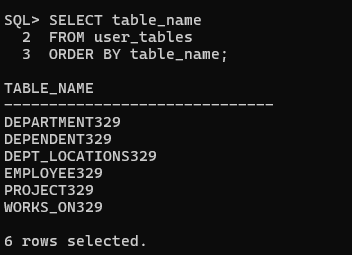 SQL> SELECT table_name
  2  FROM user_tables
  3  ORDER BY table_name;
TABLE_NAME
------------------------------
DEPARTMENT329
DEPENDENT329
DEPT_LOCATIONS329
EMPLOYEE329
PROJECT329
WORKS_ON329
6 rows selected.